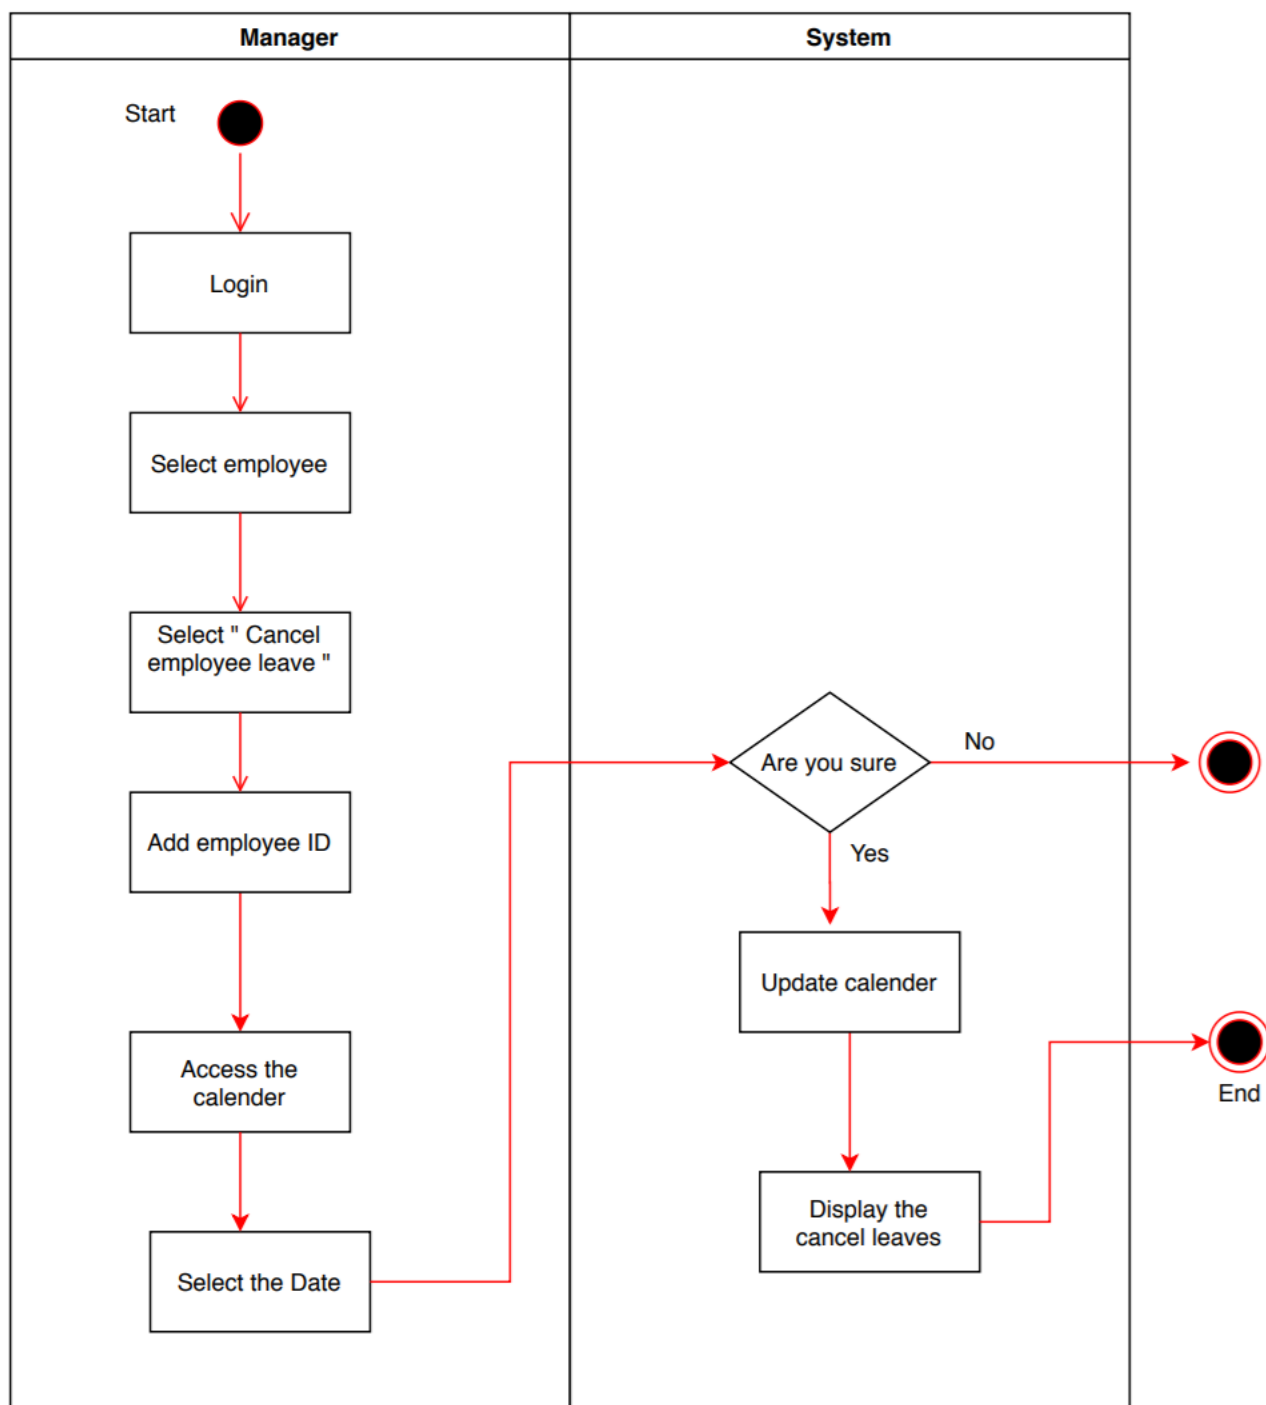 Manager
System
Start
Login
Select employee
Select " Cancel
employee leave "
Add employee ID
Access the
calender
Select the Date
Are you sure
No
Yes
Update calender
Display the
cancel leaves
End